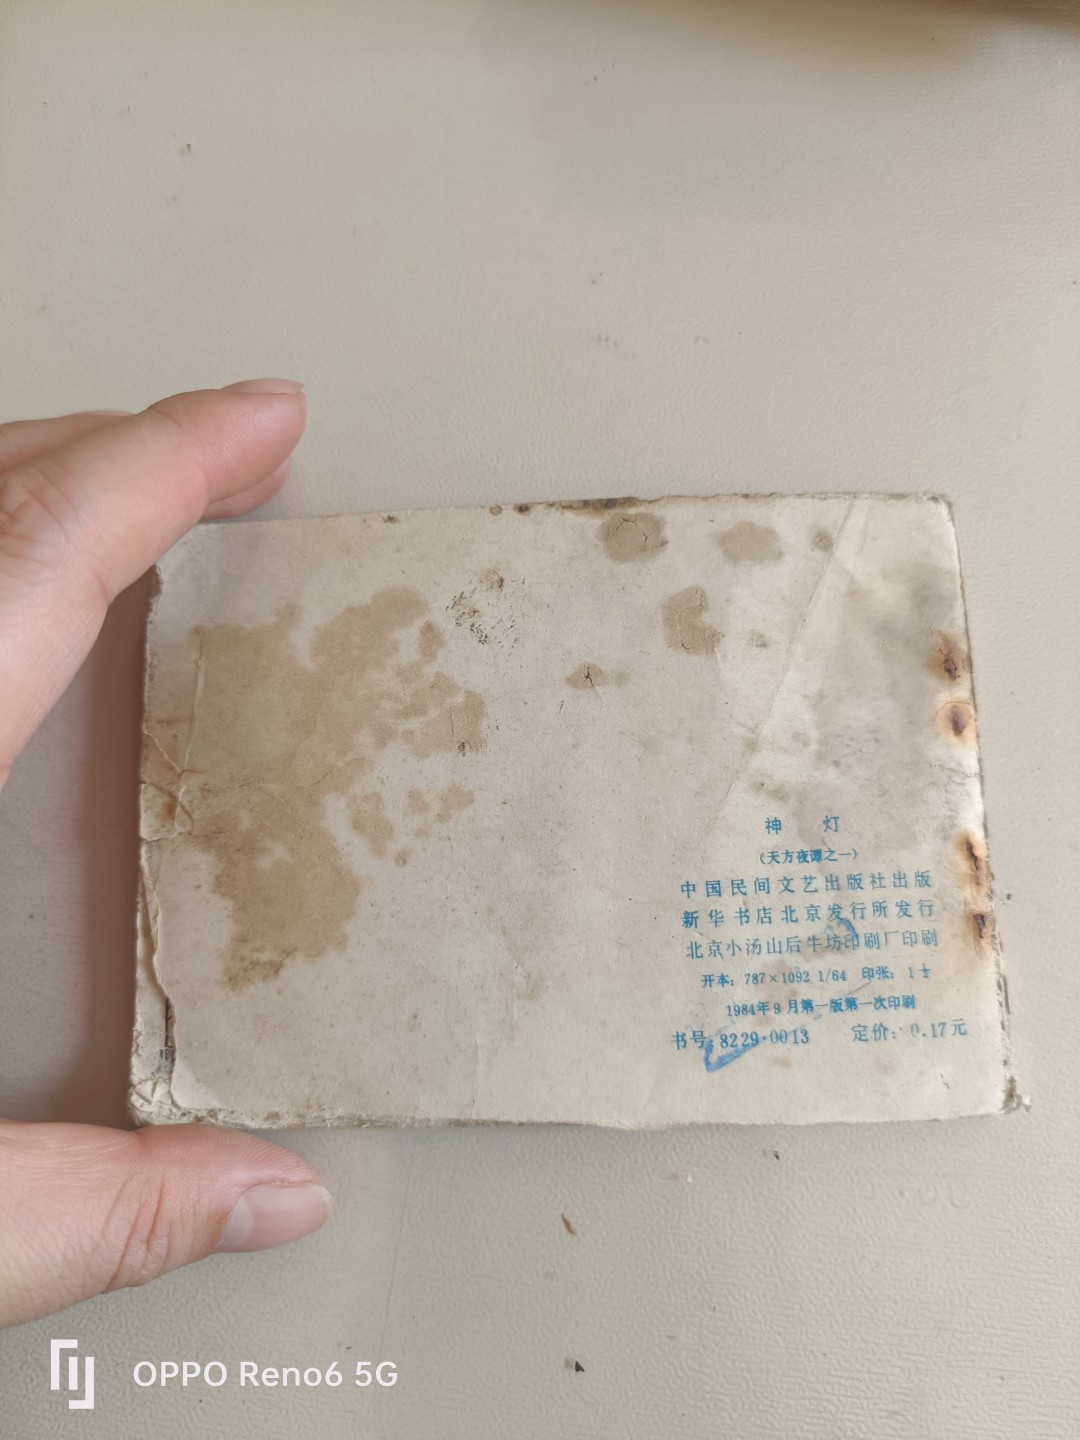 神 灯
(天方夜谭之一)
中国民间文艺出版社出版
新华书店北京发行所发行
北京小汤山后牛坊印刷厂印刷
开本：787×1092 1/64 印张：1½
1984年9月第一版第一次印刷
书号：8229·0013 定价：0.17元
OPPO Reno6 5G